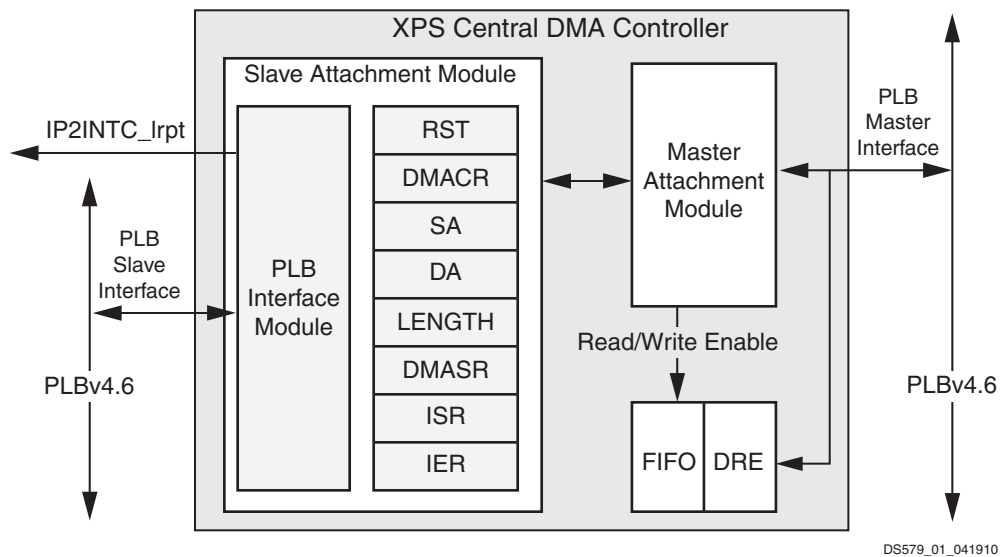 XPS Central DMA Controller
Slave Attachment Module
IP2INTC_Irpt
PLB
Slave
Interface
PLBv4.6
PLB
Interface
Module
RST
DMACR
SA
DA
LENGTH
DMASR
ISR
IER
Master
Attachment
Module
Read/Write Enable
FIFO
DRE
PLB
Master
Interface
PLBv4.6
DS579_01_041910